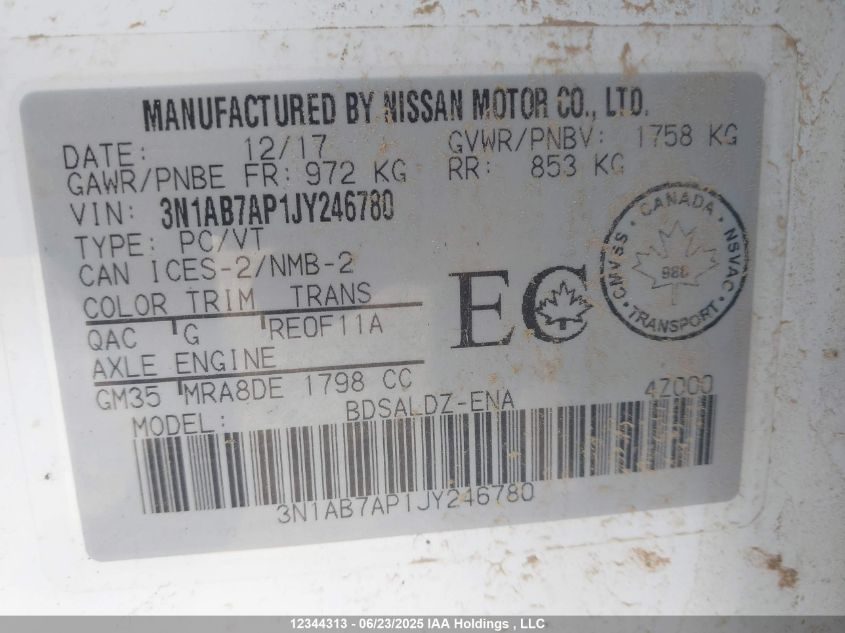 MANUFACTURED BY NISSAN MOTOR CO., LTD.
DATE: 12/17 GVWR/PNBV: 1758 KG
GAWR/PNBE FR: 972 KG RR: 853 KG
VIN: 3N1AB7AP1JY246780
TYPE: PC/VT
CAN ICES-2/NMB-2
COLOR TRIM TRANS
QAC G RE0F11A
AXLE ENGINE
GM35 MRA8DE 1798 CC
MODEL: BDSALDZ-ENA 4Z000
3N1AB7AP1JY246780
EC
CANADA
CMVSS NSVAC
980
TRANSPORT
12344313 - 06/23/2025 IAA Holdings , LLC